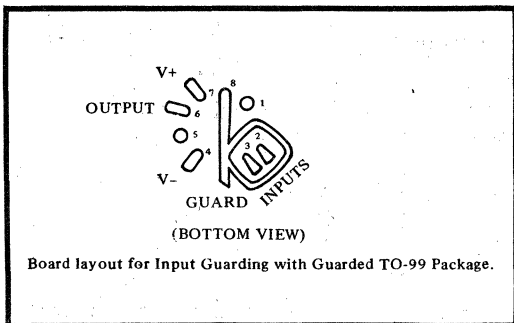 V+
8
7
1
OUTPUT
6
2
5
3
4
V−
INPUTS
GUARD
(BOTTOM VIEW)
Board layout for Input Guarding with Guarded TO-99 Package.